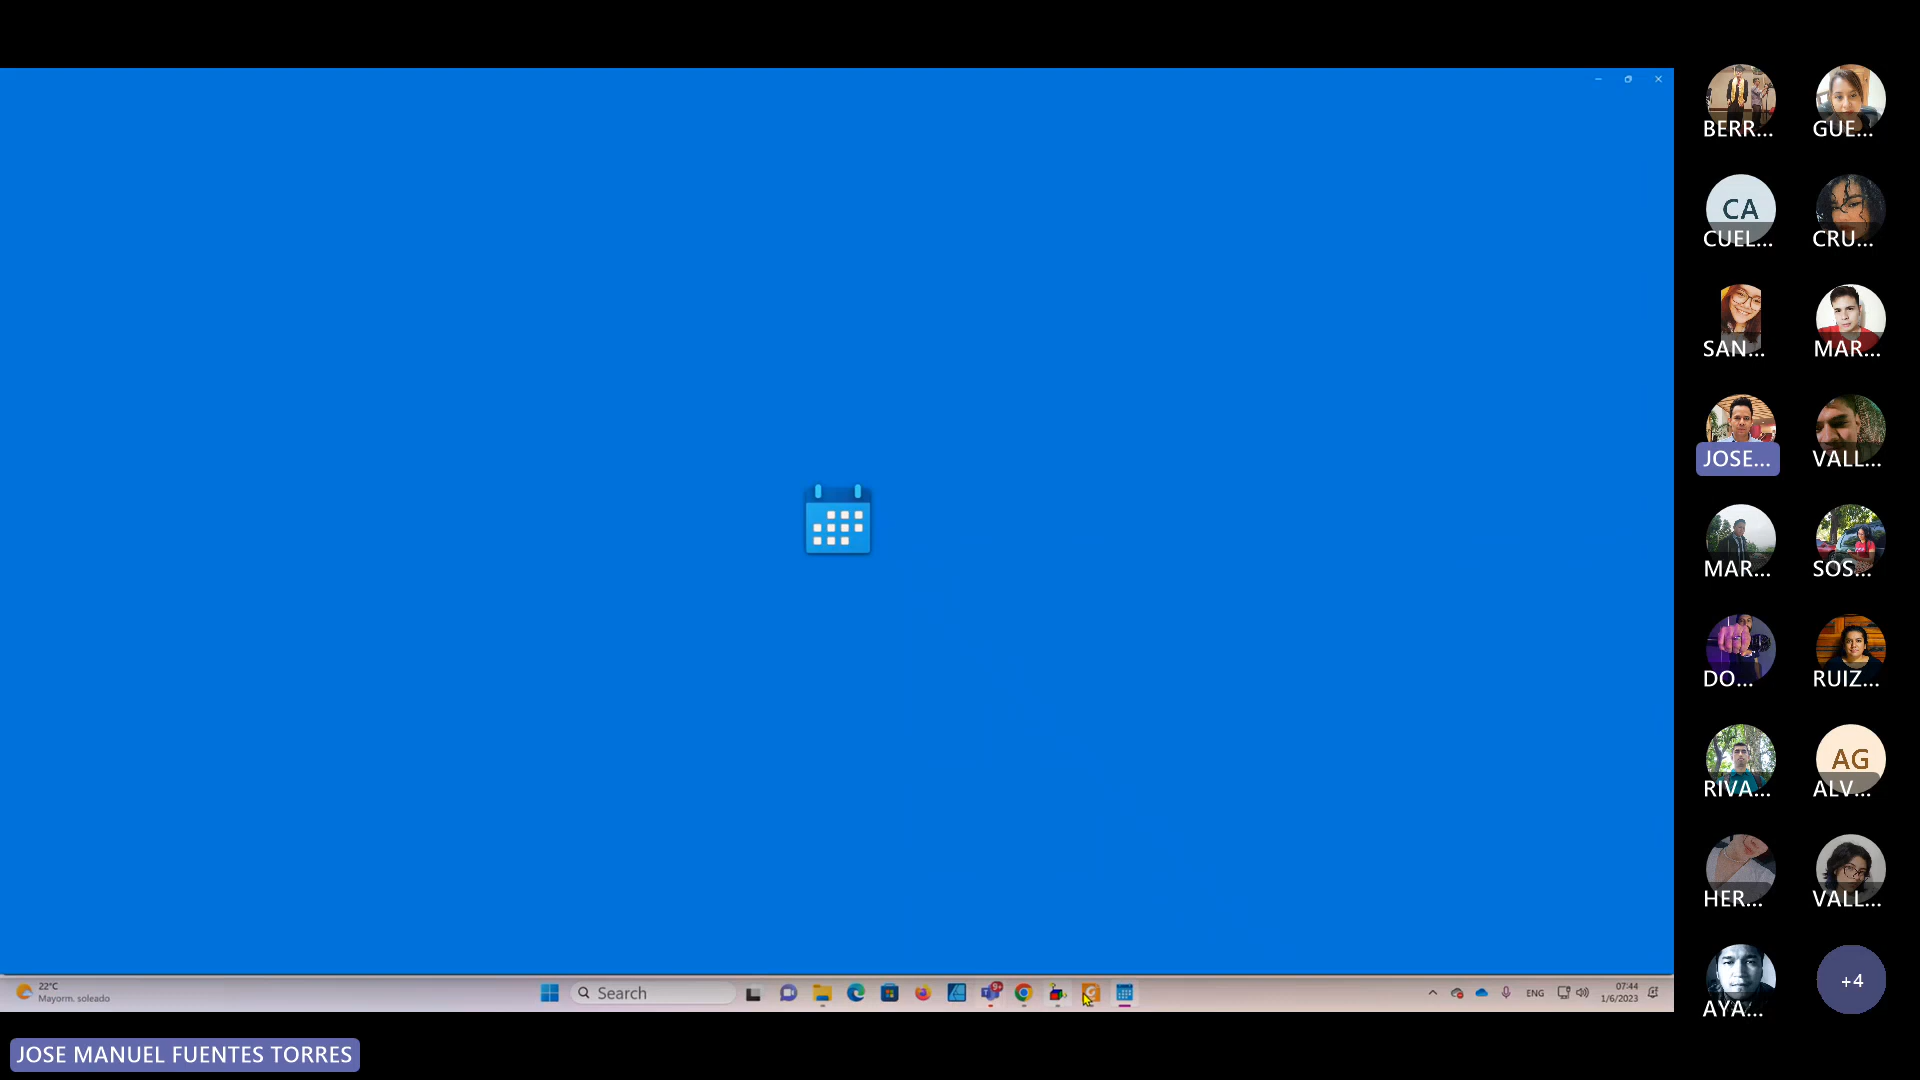 BERR...
GUE...
CA
CUEL...
CRU...
SAN...
MAR...
JOSE...
VALL...
MAR...
SOS...
DO...
RUIZ...
RIVA...
AG
ALV...
HER...
VALL...
AYA...
+4
22°C
Mayorm. soleado
Search
9+
ENG
07:44
1/6/2023
JOSE MANUEL FUENTES TORRES